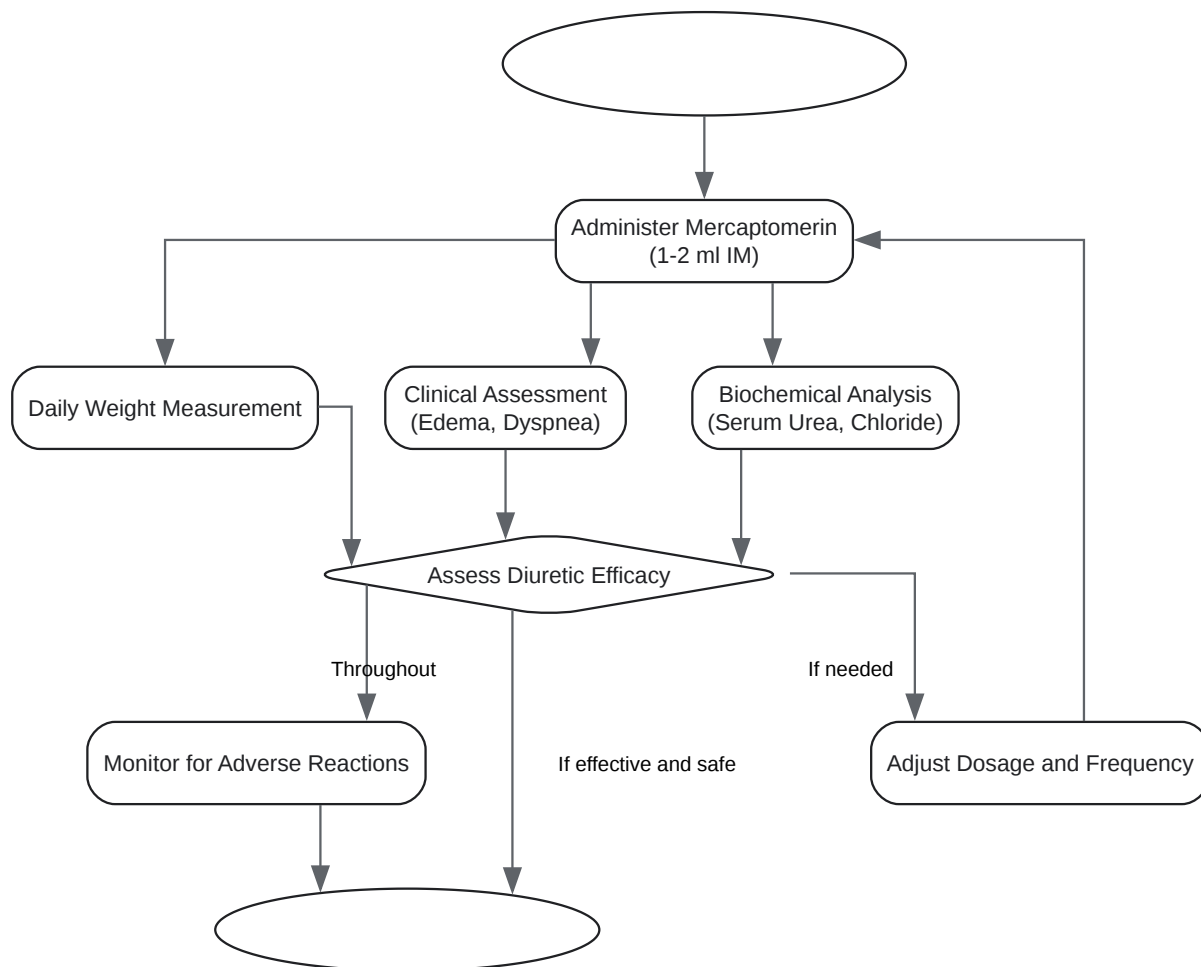 Administer Mercaptomerin
(1-2 ml IM)
Daily Weight Measurement
Clinical Assessment
(Edema, Dyspnea)
Biochemical Analysis
(Serum Urea, Chloride)
Assess Diuretic Efficacy
Throughout
If needed
Monitor for Adverse Reactions
If effective and safe
Adjust Dosage and Frequency